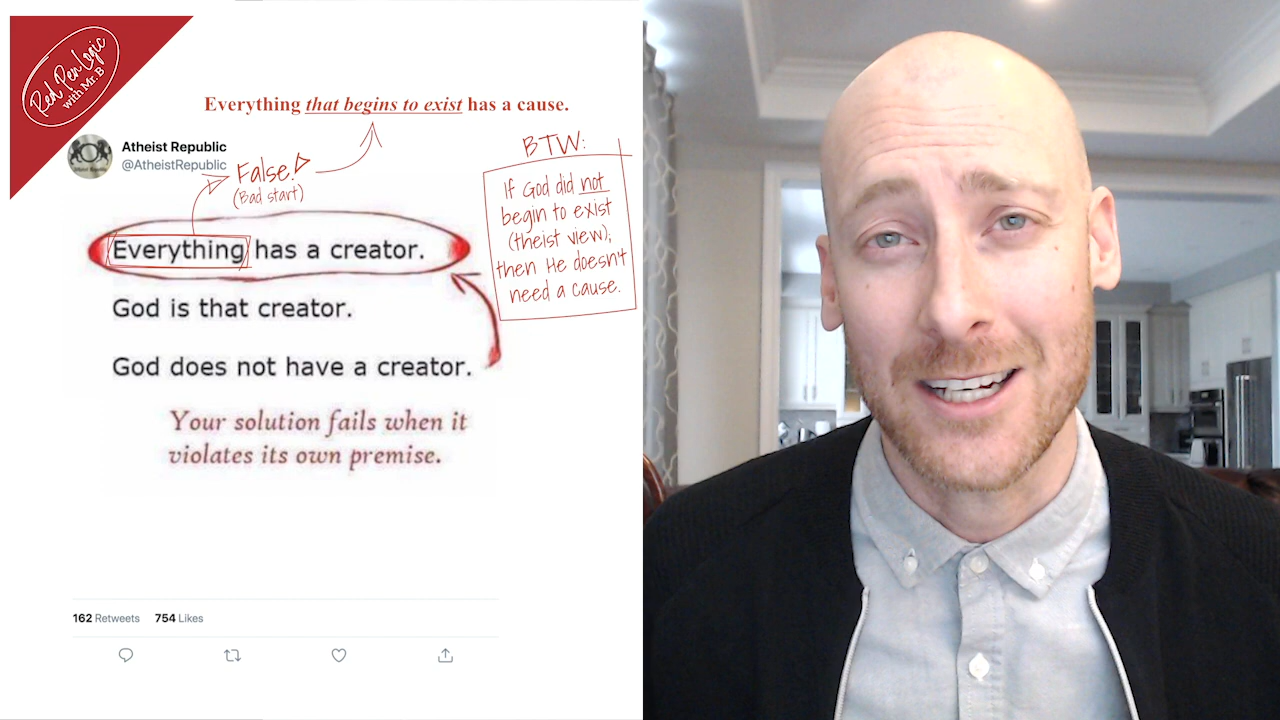 Red Pen Logic
with Mr. B
Everything that begins to exist has a cause.
Atheist Republic
@AtheistRepublic
False.
(Bad start)
BTW:
If God did not
begin to exist
(theist view),
then He doesn't
need a cause.
Everything has a creator.
God is that creator.
God does not have a creator.
Your solution fails when it
violates its own premise.
162 Retweets 754 Likes